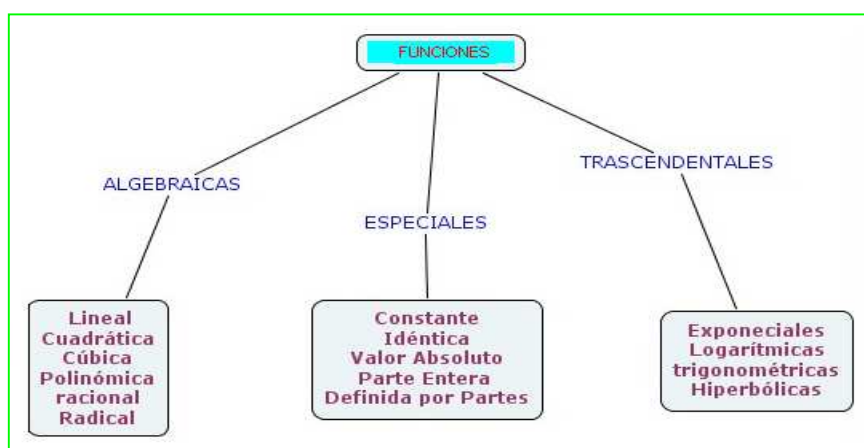 FUNCIONES
ALGEBRAICAS
ESPECIALES
TRASCENDENTALES
Lineal
Cuadrática
Cúbica
Polinómica
racional
Radical
Constante
Idéntica
Valor Absoluto
Parte Entera
Definida por Partes
Exponeciales
Logarítmicas
trigonométricas
Hiperbólicas